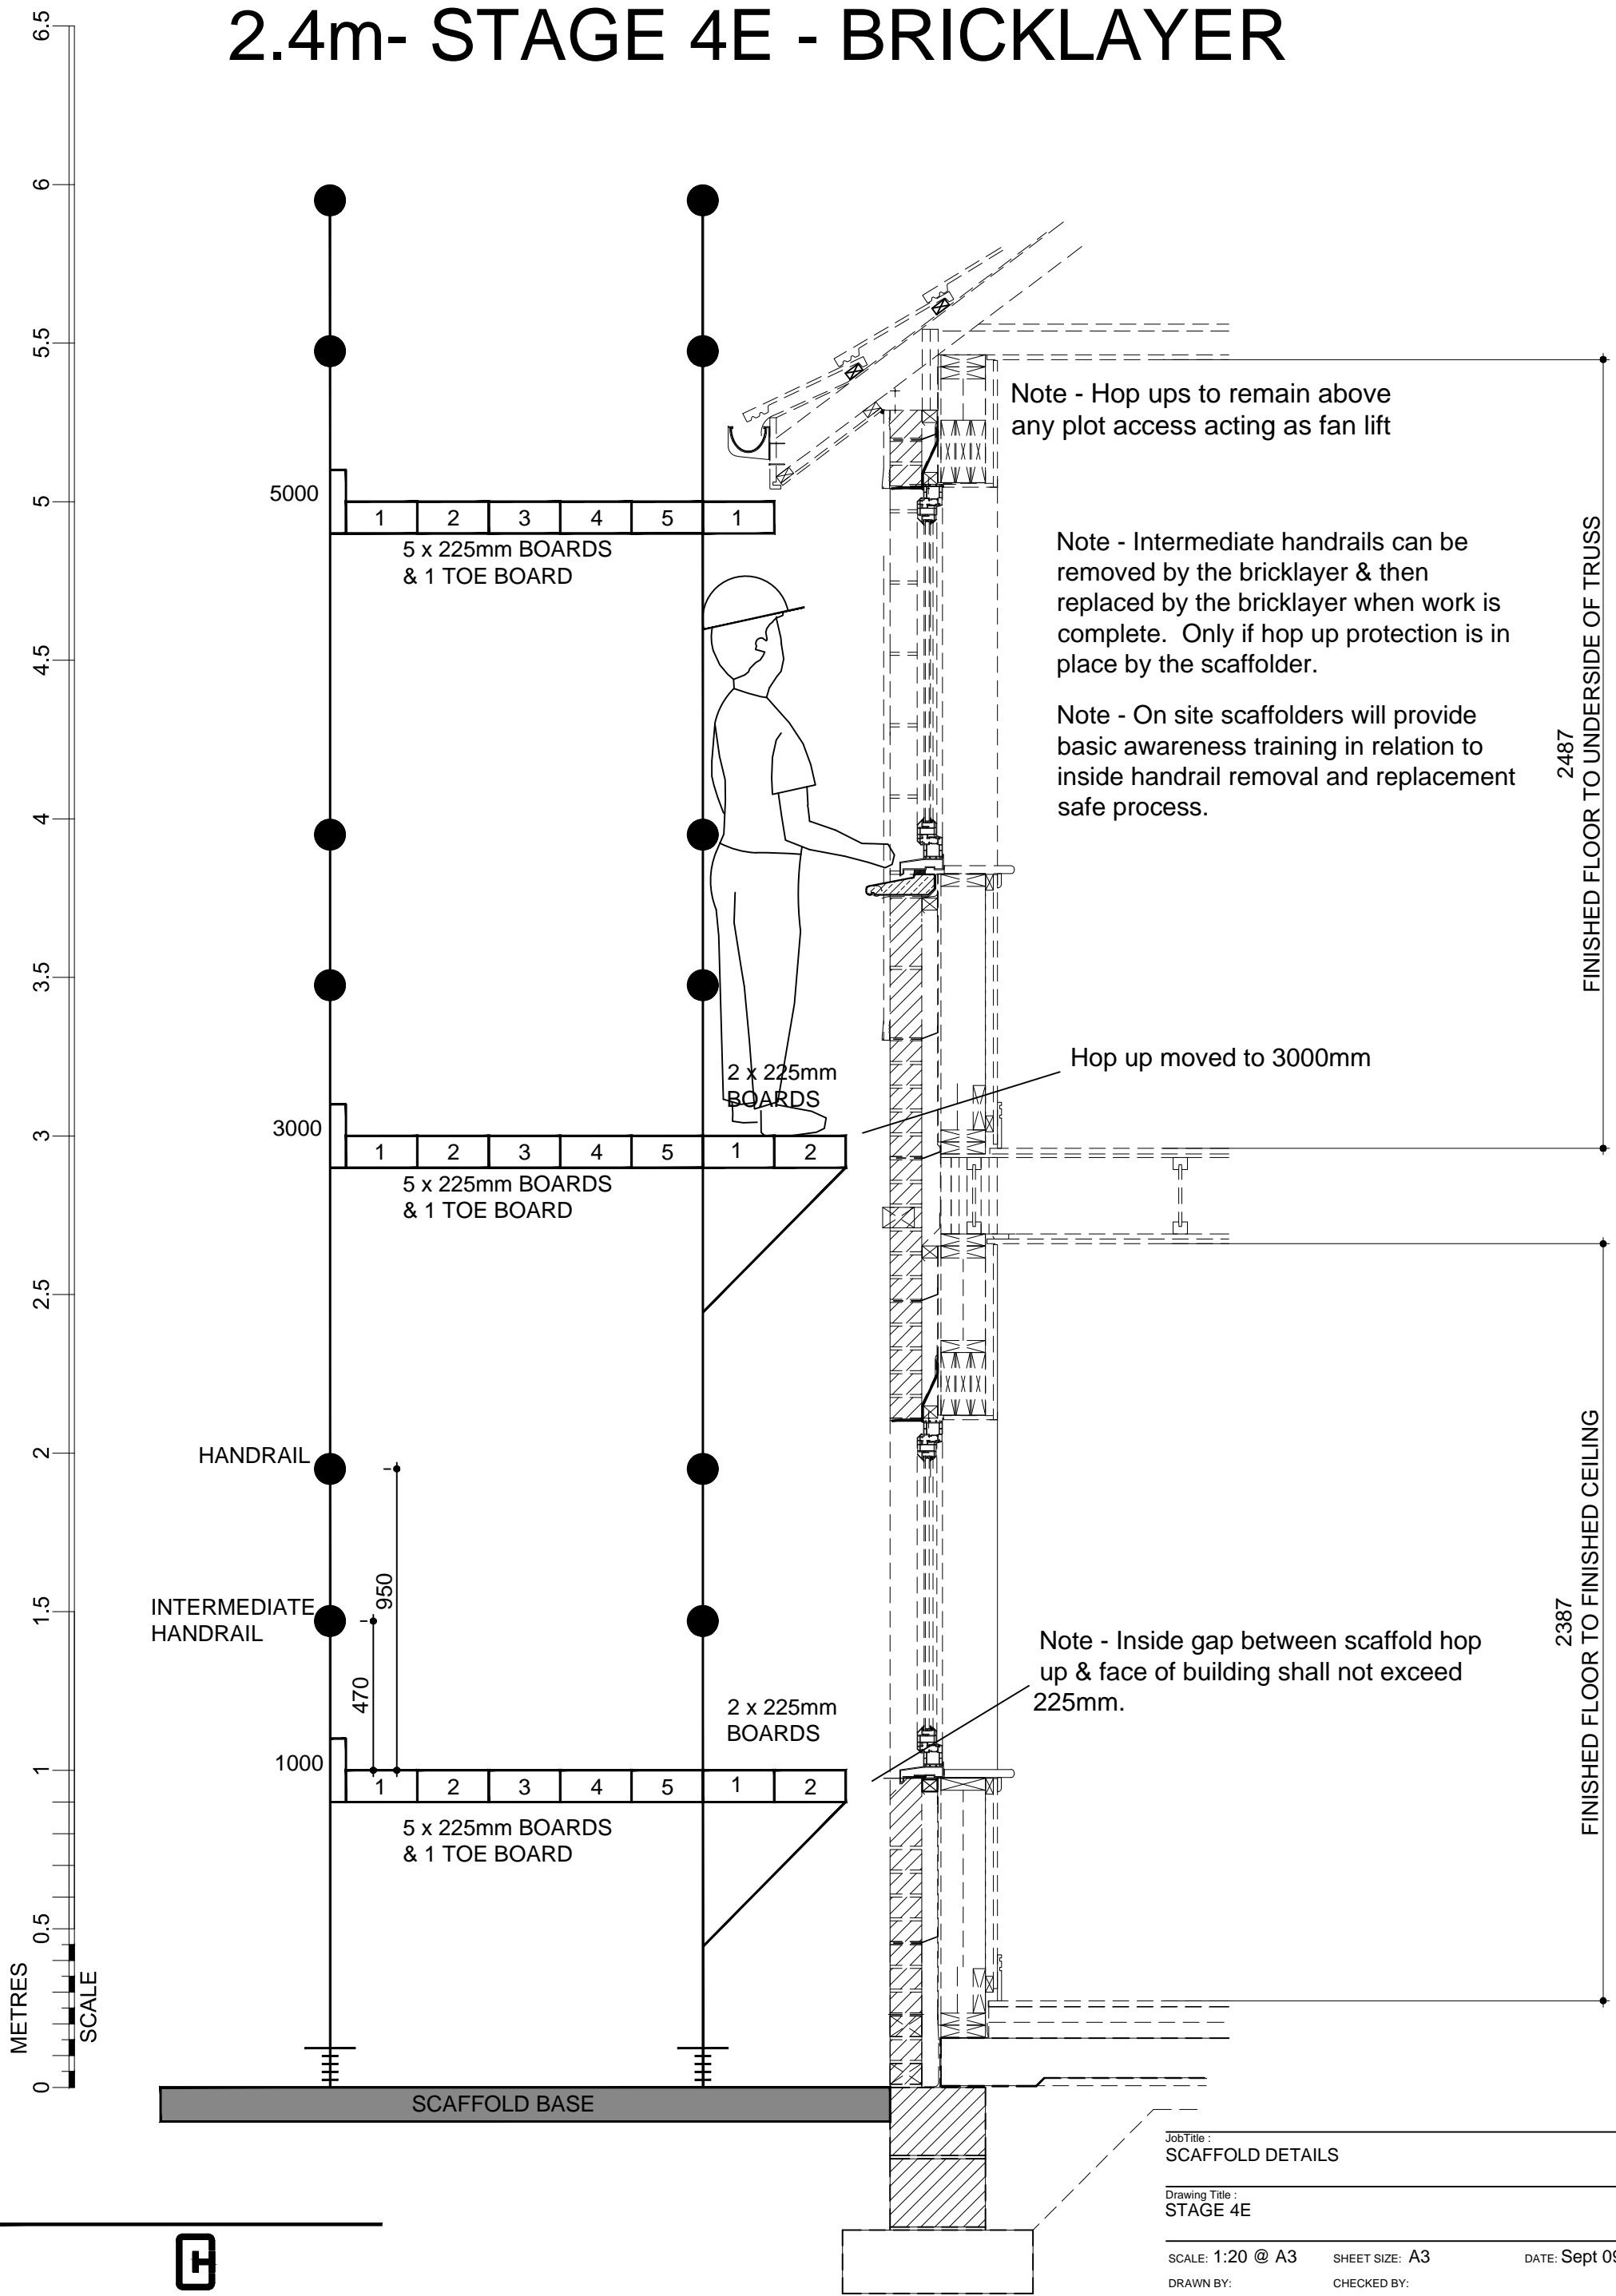 2.4m- STAGE 4E - BRICKLAYER
6.5
6
5.5
5
4.5
4
3.5
3
2.5
2
1.5
1
0.5
0
METRES
SCALE
Note - Hop ups to remain above
any plot access acting as fan lift
5000
1 2 3 4 5 1
5 x 225mm BOARDS
& 1 TOE BOARD
Note - Intermediate handrails can be
removed by the bricklayer & then
replaced by the bricklayer when work is
complete. Only if hop up protection is in
place by the scaffolder.
Note - On site scaffolders will provide
basic awareness training in relation to
inside handrail removal and replacement
safe process.
2487
FINISHED FLOOR TO UNDERSIDE OF TRUSS
Hop up moved to 3000mm
2 x 225mm
BOARDS
3000
1 2 3 4 5 1 2
5 x 225mm BOARDS
& 1 TOE BOARD
HANDRAIL
INTERMEDIATE
HANDRAIL
950
470
2387
FINISHED FLOOR TO FINISHED CEILING
Note - Inside gap between scaffold hop
up & face of building shall not exceed
225mm.
2 x 225mm
BOARDS
1000
1 2 3 4 5 1 2
5 x 225mm BOARDS
& 1 TOE BOARD
SCAFFOLD BASE
JobTitle :
SCAFFOLD DETAILS
Drawing Title :
STAGE 4E
SCALE: 1:20 @ A3 SHEET SIZE: A3 DATE: Sept 09
DRAWN BY: CHECKED BY: